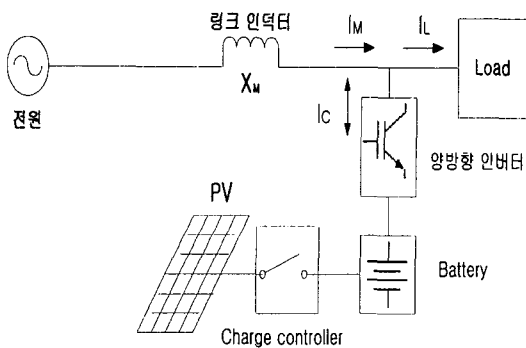 링크 인덕터
X_M
I_M
I_L
Load
전원
I_C
양방향 인버터
PV
Battery
Charge controller